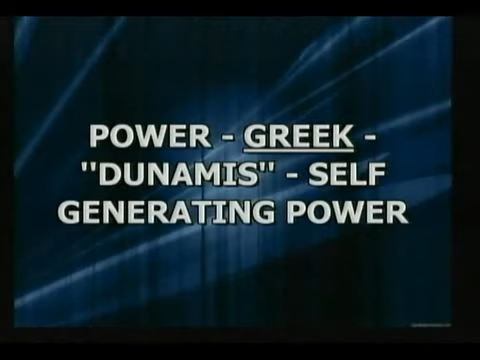 POWER - GREEK -
"DUNAMIS" - SELF
GENERATING POWER